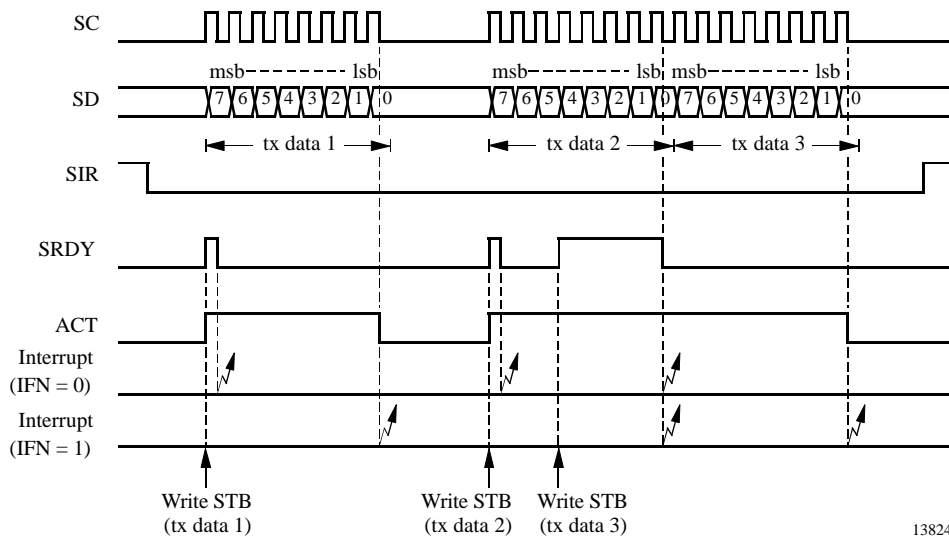 SC
msb lsb msb lsb msb lsb
SD 7 6 5 4 3 2 1 0 7 6 5 4 3 2 1 0 7 6 5 4 3 2 1 0
tx data 1 tx data 2 tx data 3
SIR
SRDY
ACT
Interrupt
(IFN = 0)
Interrupt
(IFN = 1)
Write STB Write STB Write STB
(tx data 1) (tx data 2) (tx data 3)
13824